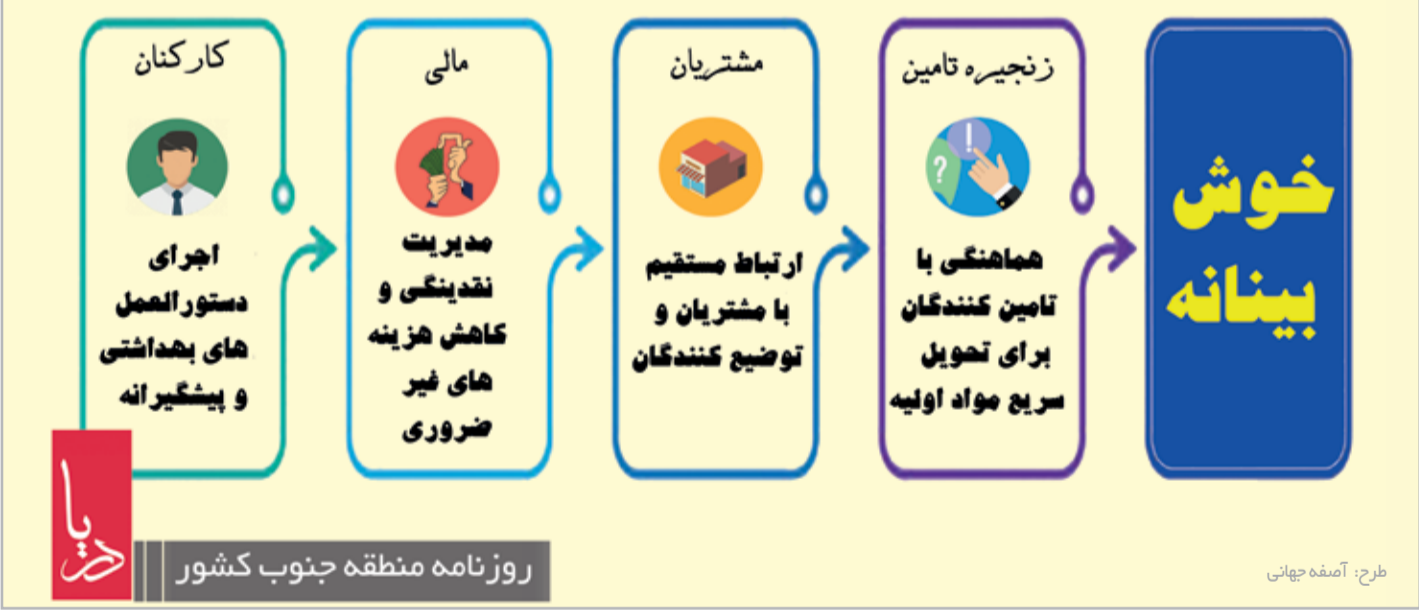 خوش
بینانه
زنجیره تامین
هماهنگی با
تامین کنندگان
برای تحویل
سریع مواد اولیه
مشتریان
ارتباط مستقیم
با مشتریان و
توضیع کنندگان
مالی
مدیریت
نقدینگی و
کاهش هزینه
های غیر
ضروری
کارکنان
اجرای
دستورالعمل
های بهداشتی
و پیشگیرانه
دریا
روزنامه منطقه جنوب کشور
طرح: آصفه جهانی